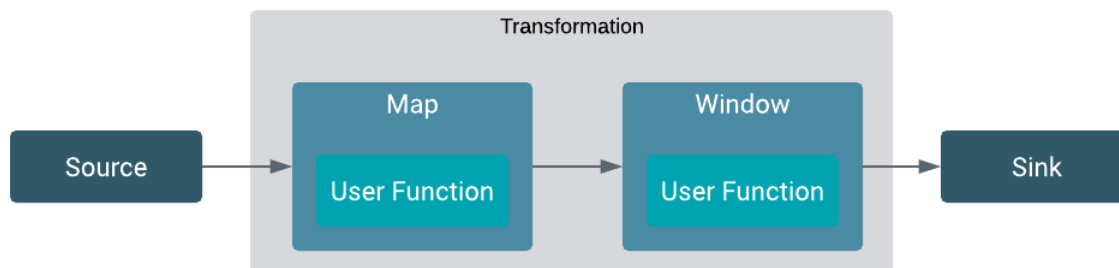 Transformation
Map
Window
Source
User Function
User Function
Sink